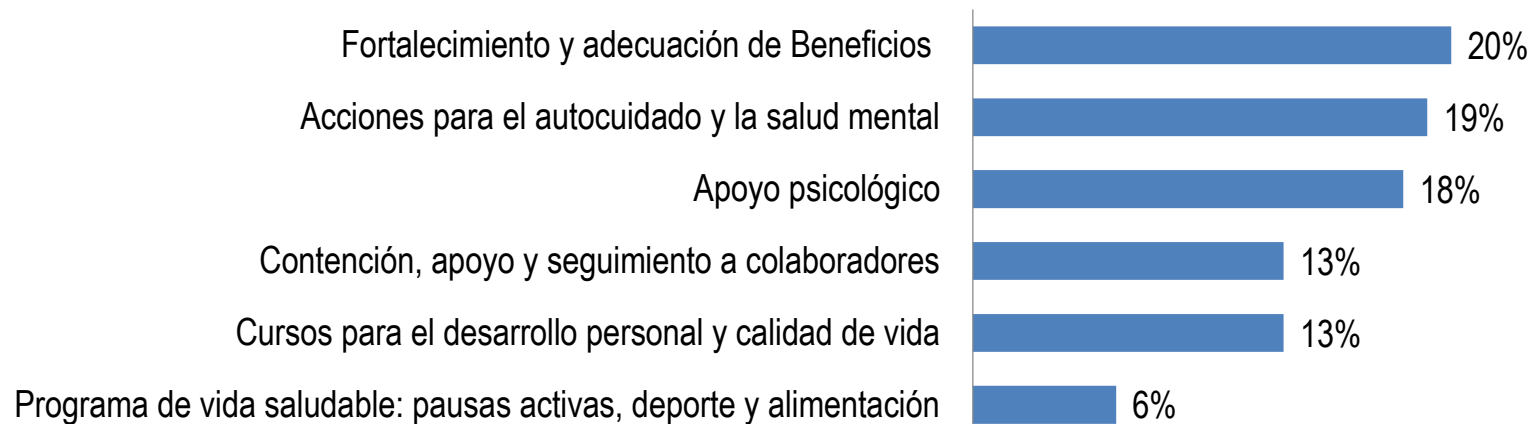 Fortalecimiento y adecuación de Beneficios 20%
Acciones para el autocuidado y la salud mental 19%
Apoyo psicológico 18%
Contención, apoyo y seguimiento a colaboradores 13%
Cursos para el desarrollo personal y calidad de vida 13%
Programa de vida saludable: pausas activas, deporte y alimentación 6%